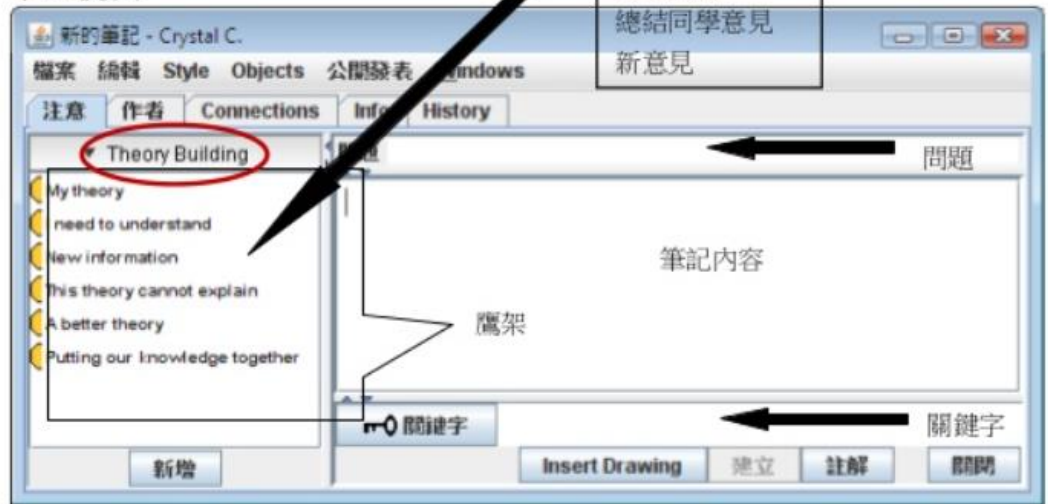 總結同學意見
新意見
新的筆記 - Crystal C.
檔案 編輯 Style Objects 公開發表 indows
注意 作者 Connections Info History
Theory Building
問題
My theory
I need to understand
New information
This theory cannot explain
A better theory
Putting our knowledge together
筆記內容
鷹架
關鍵字
關鍵字
新增
Insert Drawing 建立 註解 關閉